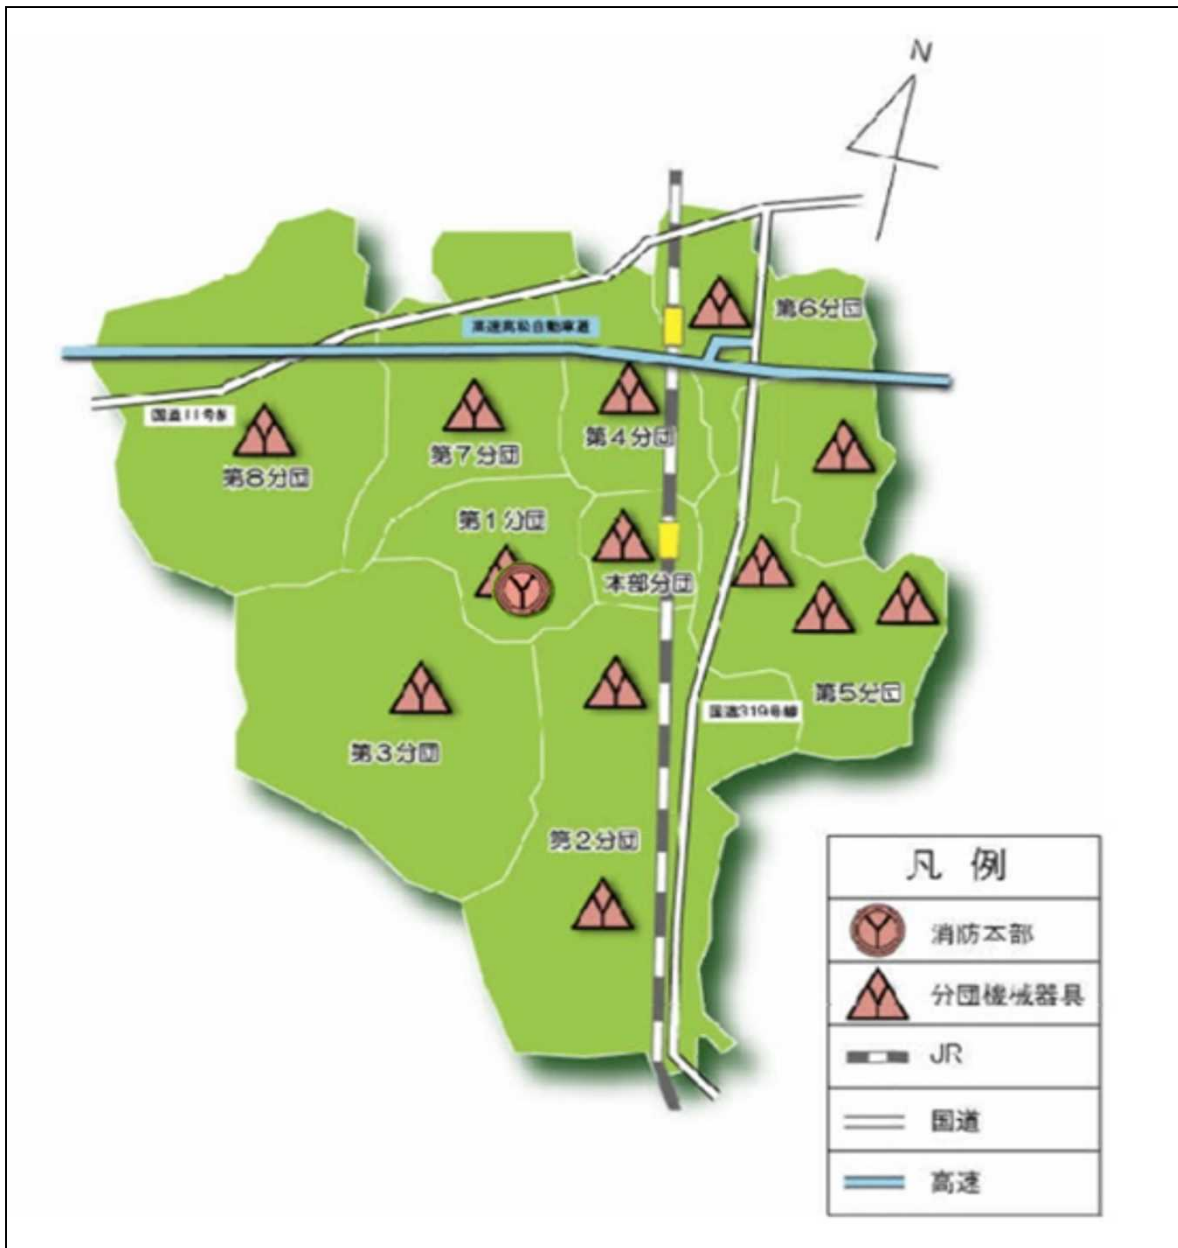 N
第6分団
高速高松自動車道
国道11号線
第4分団
第7分団
第8分団
第1分団
本部分団
第5分団
国道319号線
第3分団
第2分団
凡例
消防本部
分団機械器具
JR
国道
高速